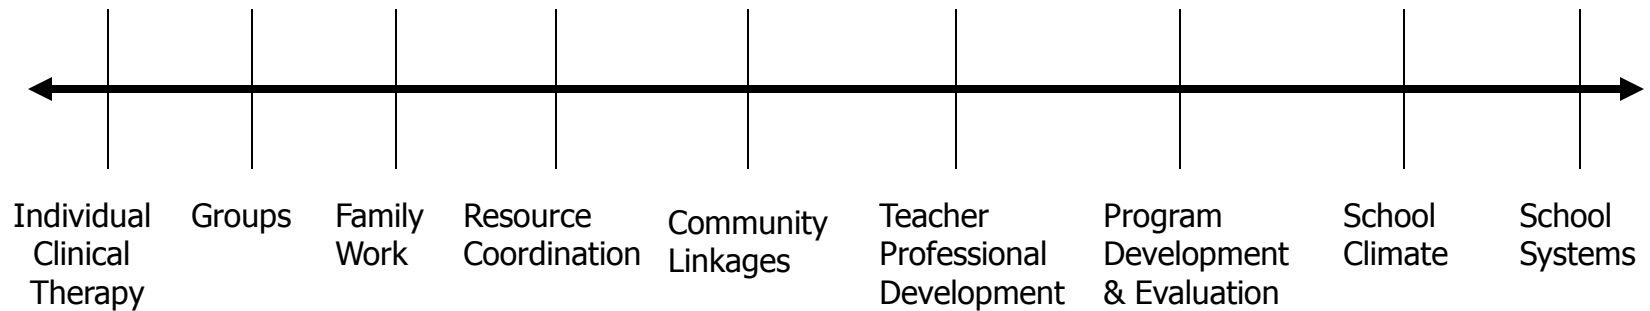 Individual
Clinical
Therapy
Groups
Family
Work
Resource
Coordination
Community
Linkages
Teacher
Professional
Development
Program
Development
& Evaluation
School
Climate
School
Systems